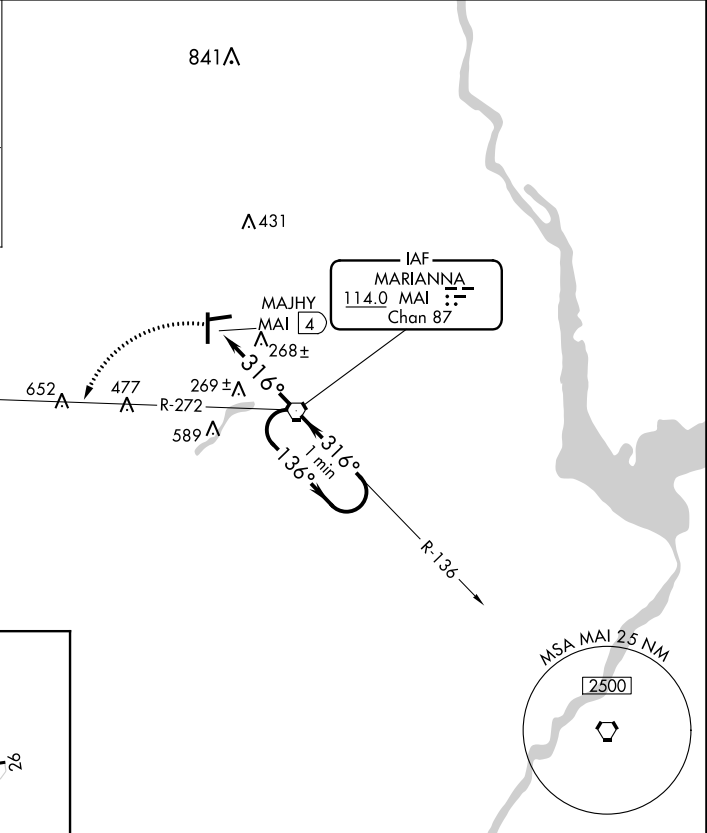 841
431
IAF
MARIANNA
114.0 MAI
Chan 87
MAJHY
MAI 4
268±
316°
652
477
269±
R-272
589
316°
1 min
136°
R-136
MSA MAI 25 NM
2500
26